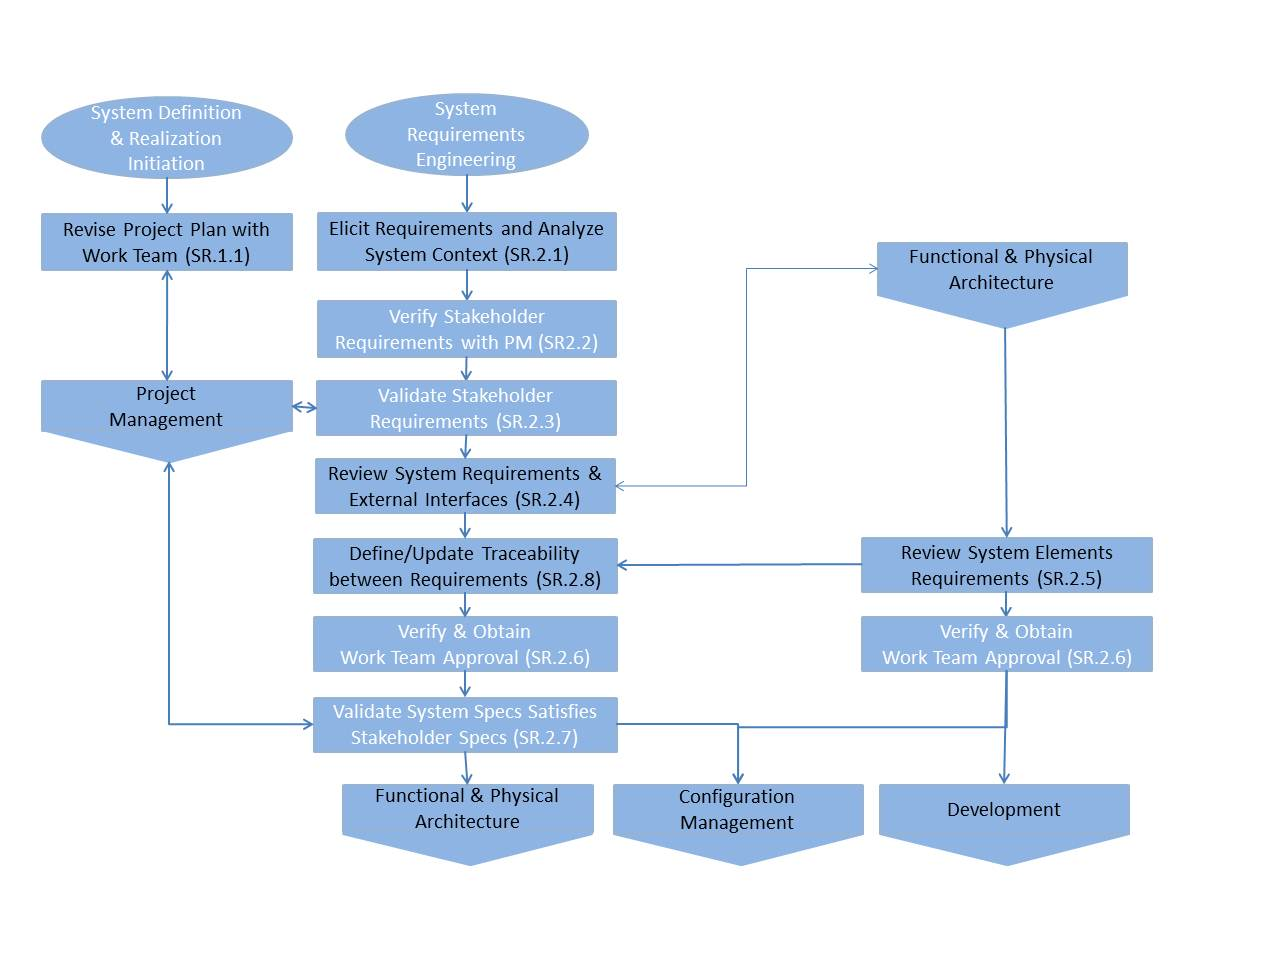 System Definition
& Realization
Initiation
System
Requirements
Engineering
Revise Project Plan with
Work Team (SR.1.1)
Elicit Requirements and Analyze
System Context (SR.2.1)
Functional & Physical
Architecture
Verify Stakeholder
Requirements with PM (SR2.2)
Project
Management
Validate Stakeholder
Requirements (SR.2.3)
Review System Requirements &
External Interfaces (SR.2.4)
Define/Update Traceability
between Requirements (SR.2.8)
Review System Elements
Requirements (SR.2.5)
Verify & Obtain
Work Team Approval (SR.2.6)
Verify & Obtain
Work Team Approval (SR.2.6)
Validate System Specs Satisfies
Stakeholder Specs (SR.2.7)
Functional & Physical
Architecture
Configuration
Management
Development